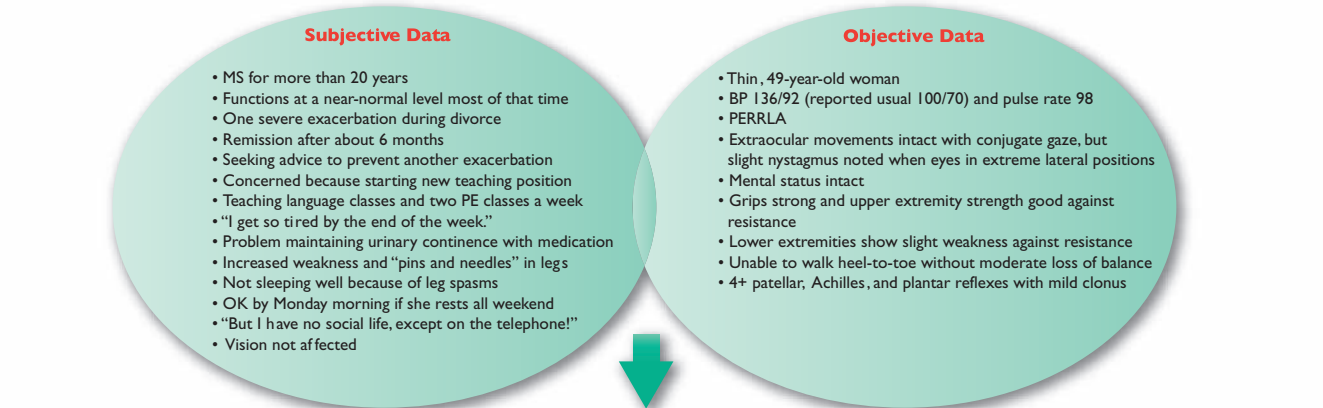 Subjective Data
• MS for more than 20 years
• Functions at a near-normal level most of that time
• One severe exacerbation during divorce
• Remission after about 6 months
• Seeking advice to prevent another exacerbation
• Concerned because starting new teaching position
• Teaching language classes and two PE classes a week
• “I get so tired by the end of the week.”
• Problem maintaining urinary continence with medication
• Increased weakness and “pins and needles” in legs
• Not sleeping well because of leg spasms
• OK by Monday morning if she rests all weekend
• “But I have no social life, except on the telephone!”
• Vision not affected
Objective Data
• Thin, 49-year-old woman
• BP 136/92 (reported usual 100/70) and pulse rate 98
• PERRLA
• Extraocular movements intact with conjugate gaze, but
slight nystagmus noted when eyes in extreme lateral positions
• Mental status intact
• Grips strong and upper extremity strength good against
resistance
• Lower extremities show slight weakness against resistance
• Unable to walk heel-to-toe without moderate loss of balance
• 4+ patellar, Achilles, and plantar reflexes with mild clonus